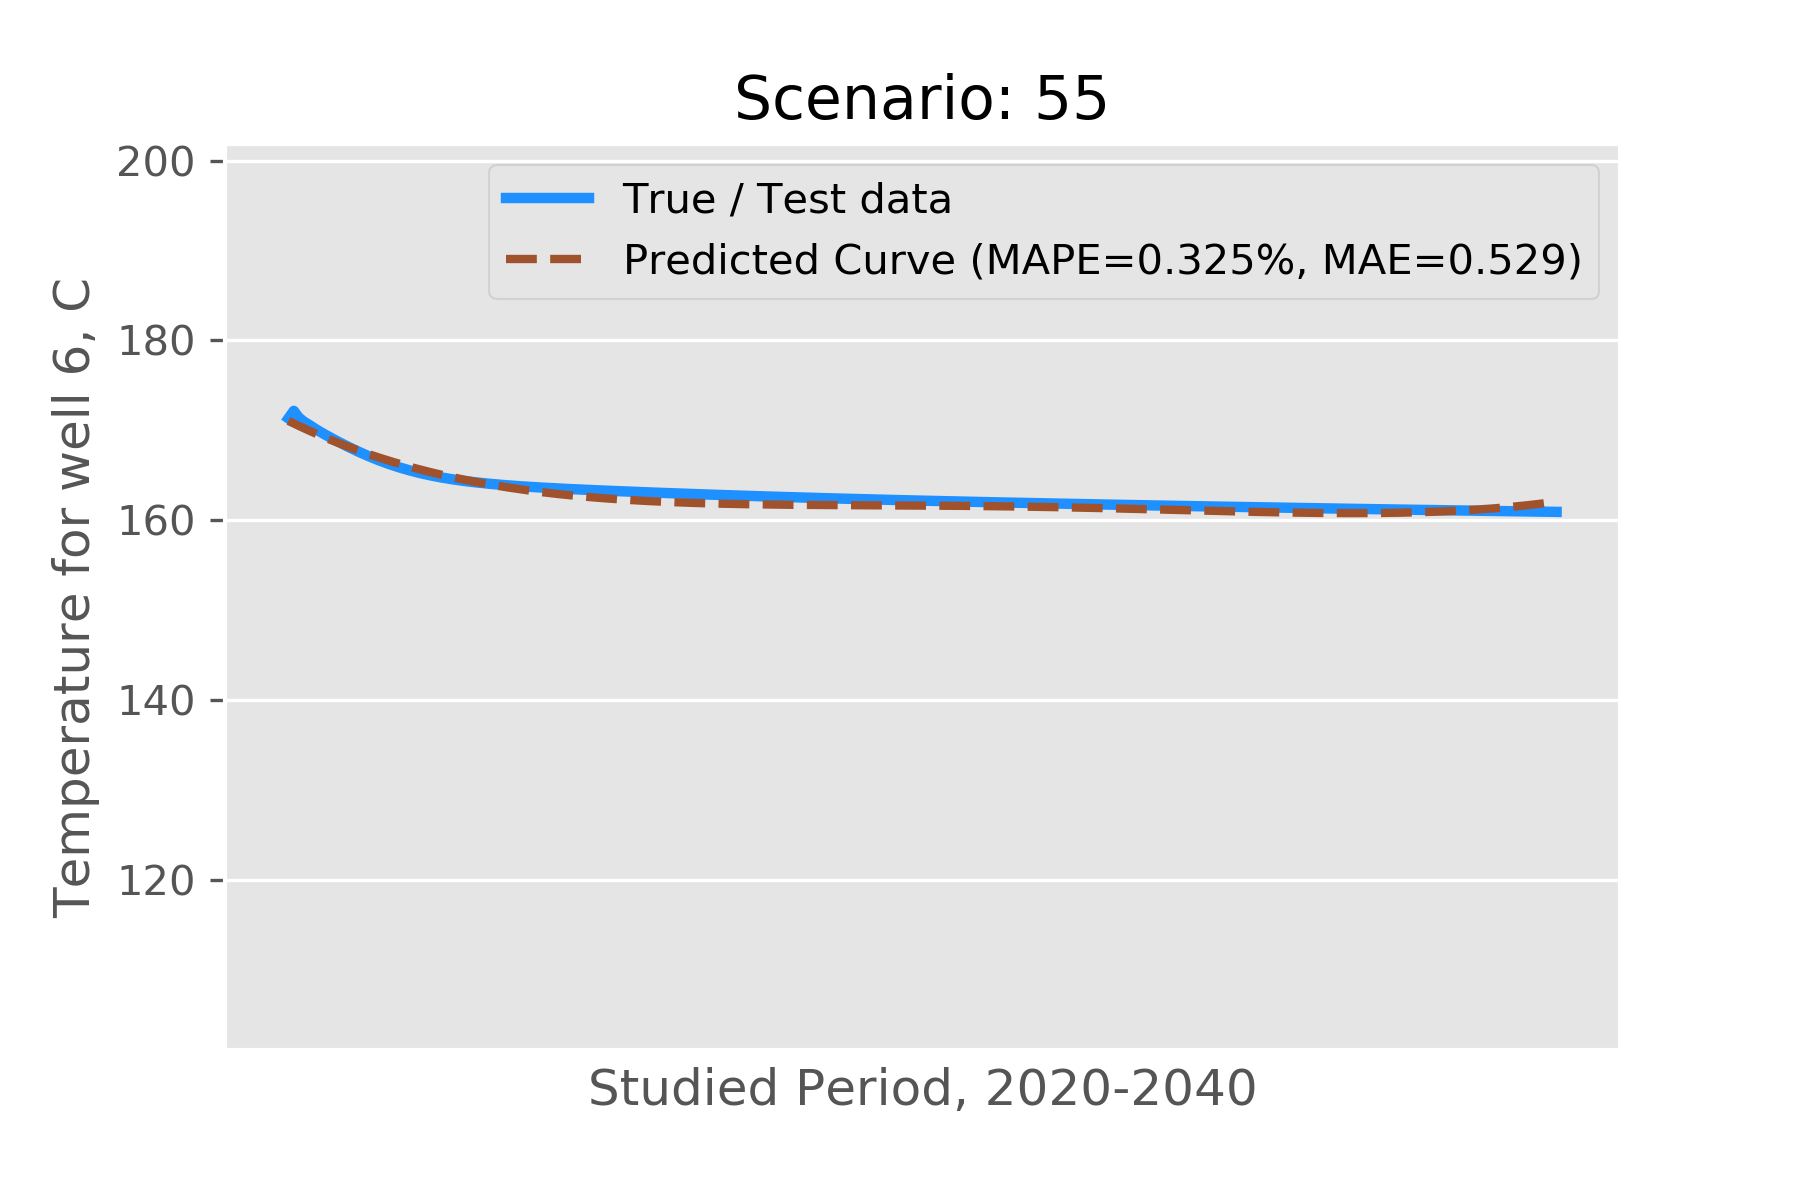 Scenario: 55
True / Test data
Predicted Curve (MAPE=0.325%, MAE=0.529)
Temperature for well 6, C
200
180
160
140
120
Studied Period, 2020-2040